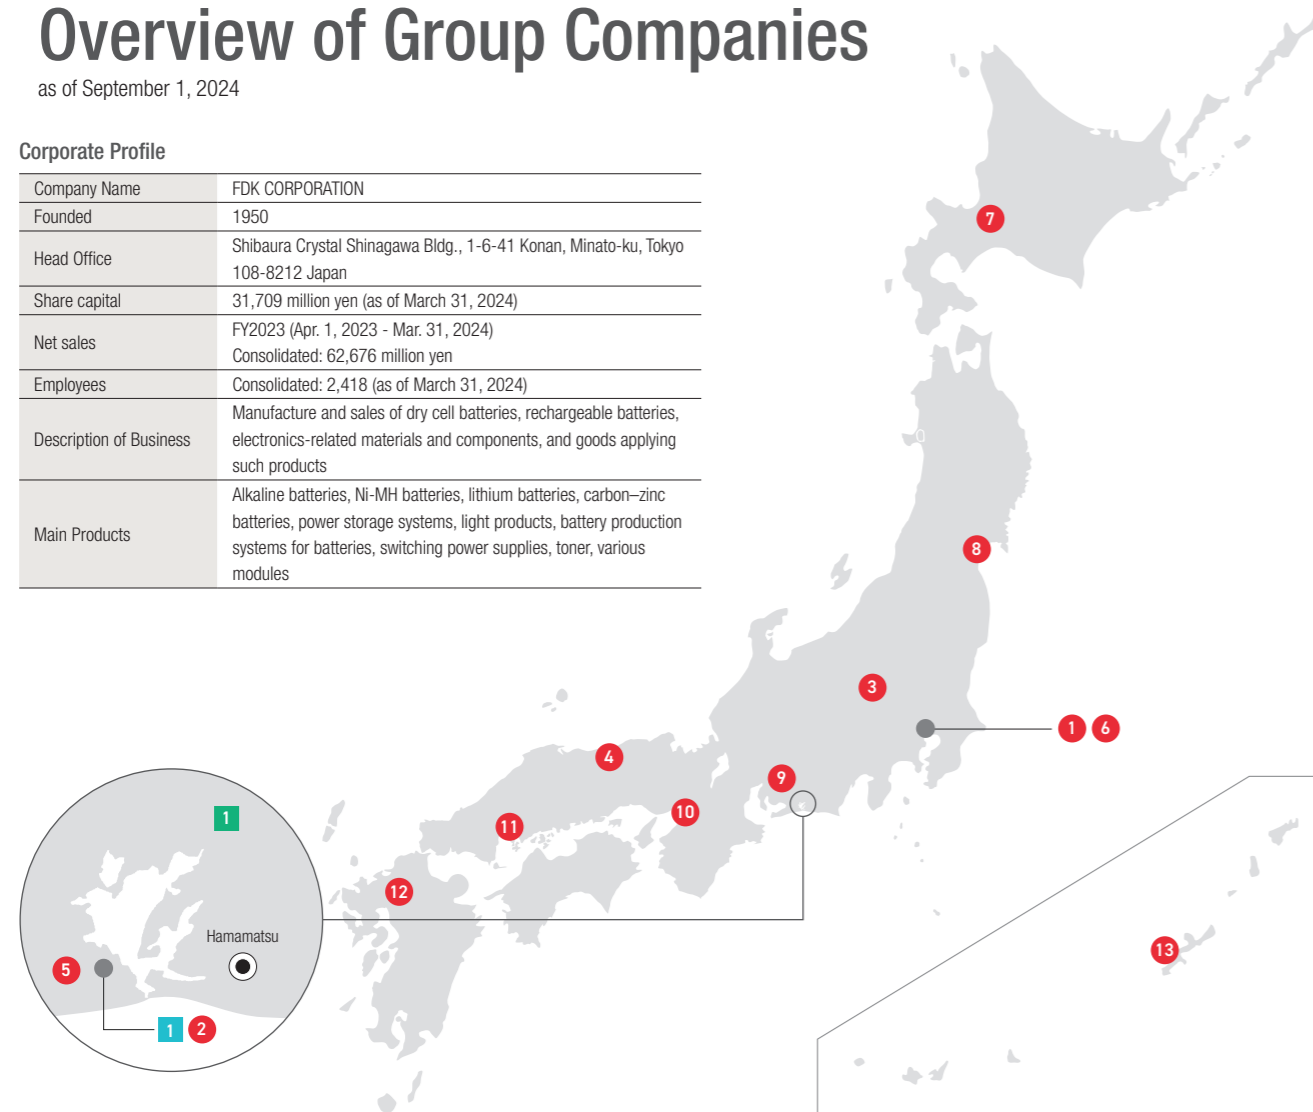 Overview of Group Companies
as of September 1, 2024
Corporate Profile
Company Name FDK CORPORATION
Founded 1950
Head Office Shibaura Crystal Shinagawa Bldg., 1-6-41 Konan, Minato-ku, Tokyo
108-8212 Japan
Share capital 31,709 million yen (as of March 31, 2024)
Net sales FY2023 (Apr. 1, 2023 - Mar. 31, 2024)
Consolidated: 62,676 million yen
Employees Consolidated: 2,418 (as of March 31, 2024)
Description of Business Manufacture and sales of dry cell batteries, rechargeable batteries,
electronics-related materials and components, and goods applying
such products
Main Products Alkaline batteries, Ni-MH batteries, lithium batteries, carbon–zinc
batteries, power storage systems, light products, battery production
systems for batteries, switching power supplies, toner, various
modules
7
0
8
3
1 6
4
9
10
11
12
13
1
Hamamatsu
5
1 2